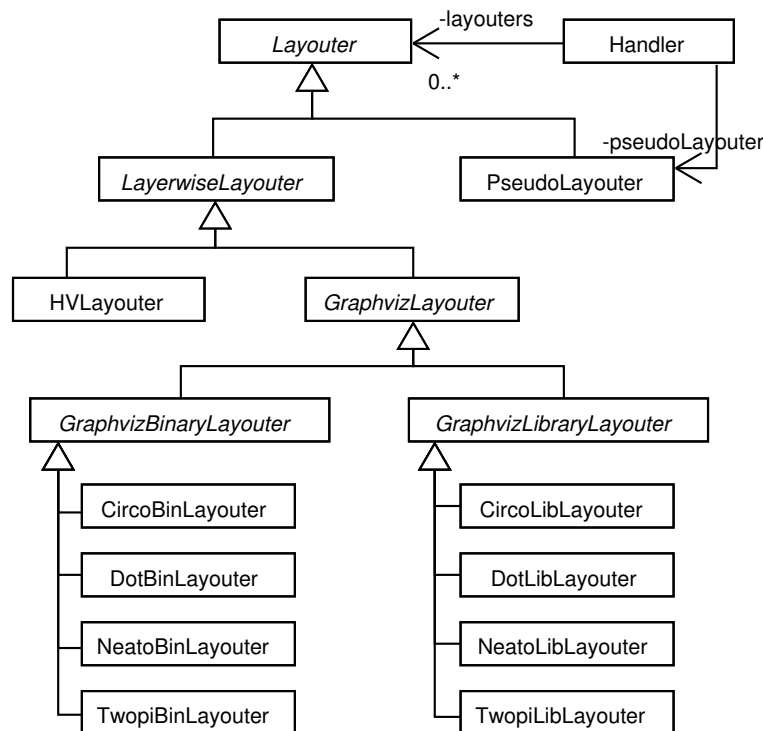 -layouters
Layouter
Handler
0..*
-pseudoLayouter
LayerwiseLayouter
PseudoLayouter
HVLayouter
GraphvizLayouter
GraphvizBinaryLayouter
GraphvizLibraryLayouter
CircoBinLayouter
CircoLibLayouter
DotBinLayouter
DotLibLayouter
NeatoBinLayouter
NeatoLibLayouter
TwopiBinLayouter
TwopiLibLayouter